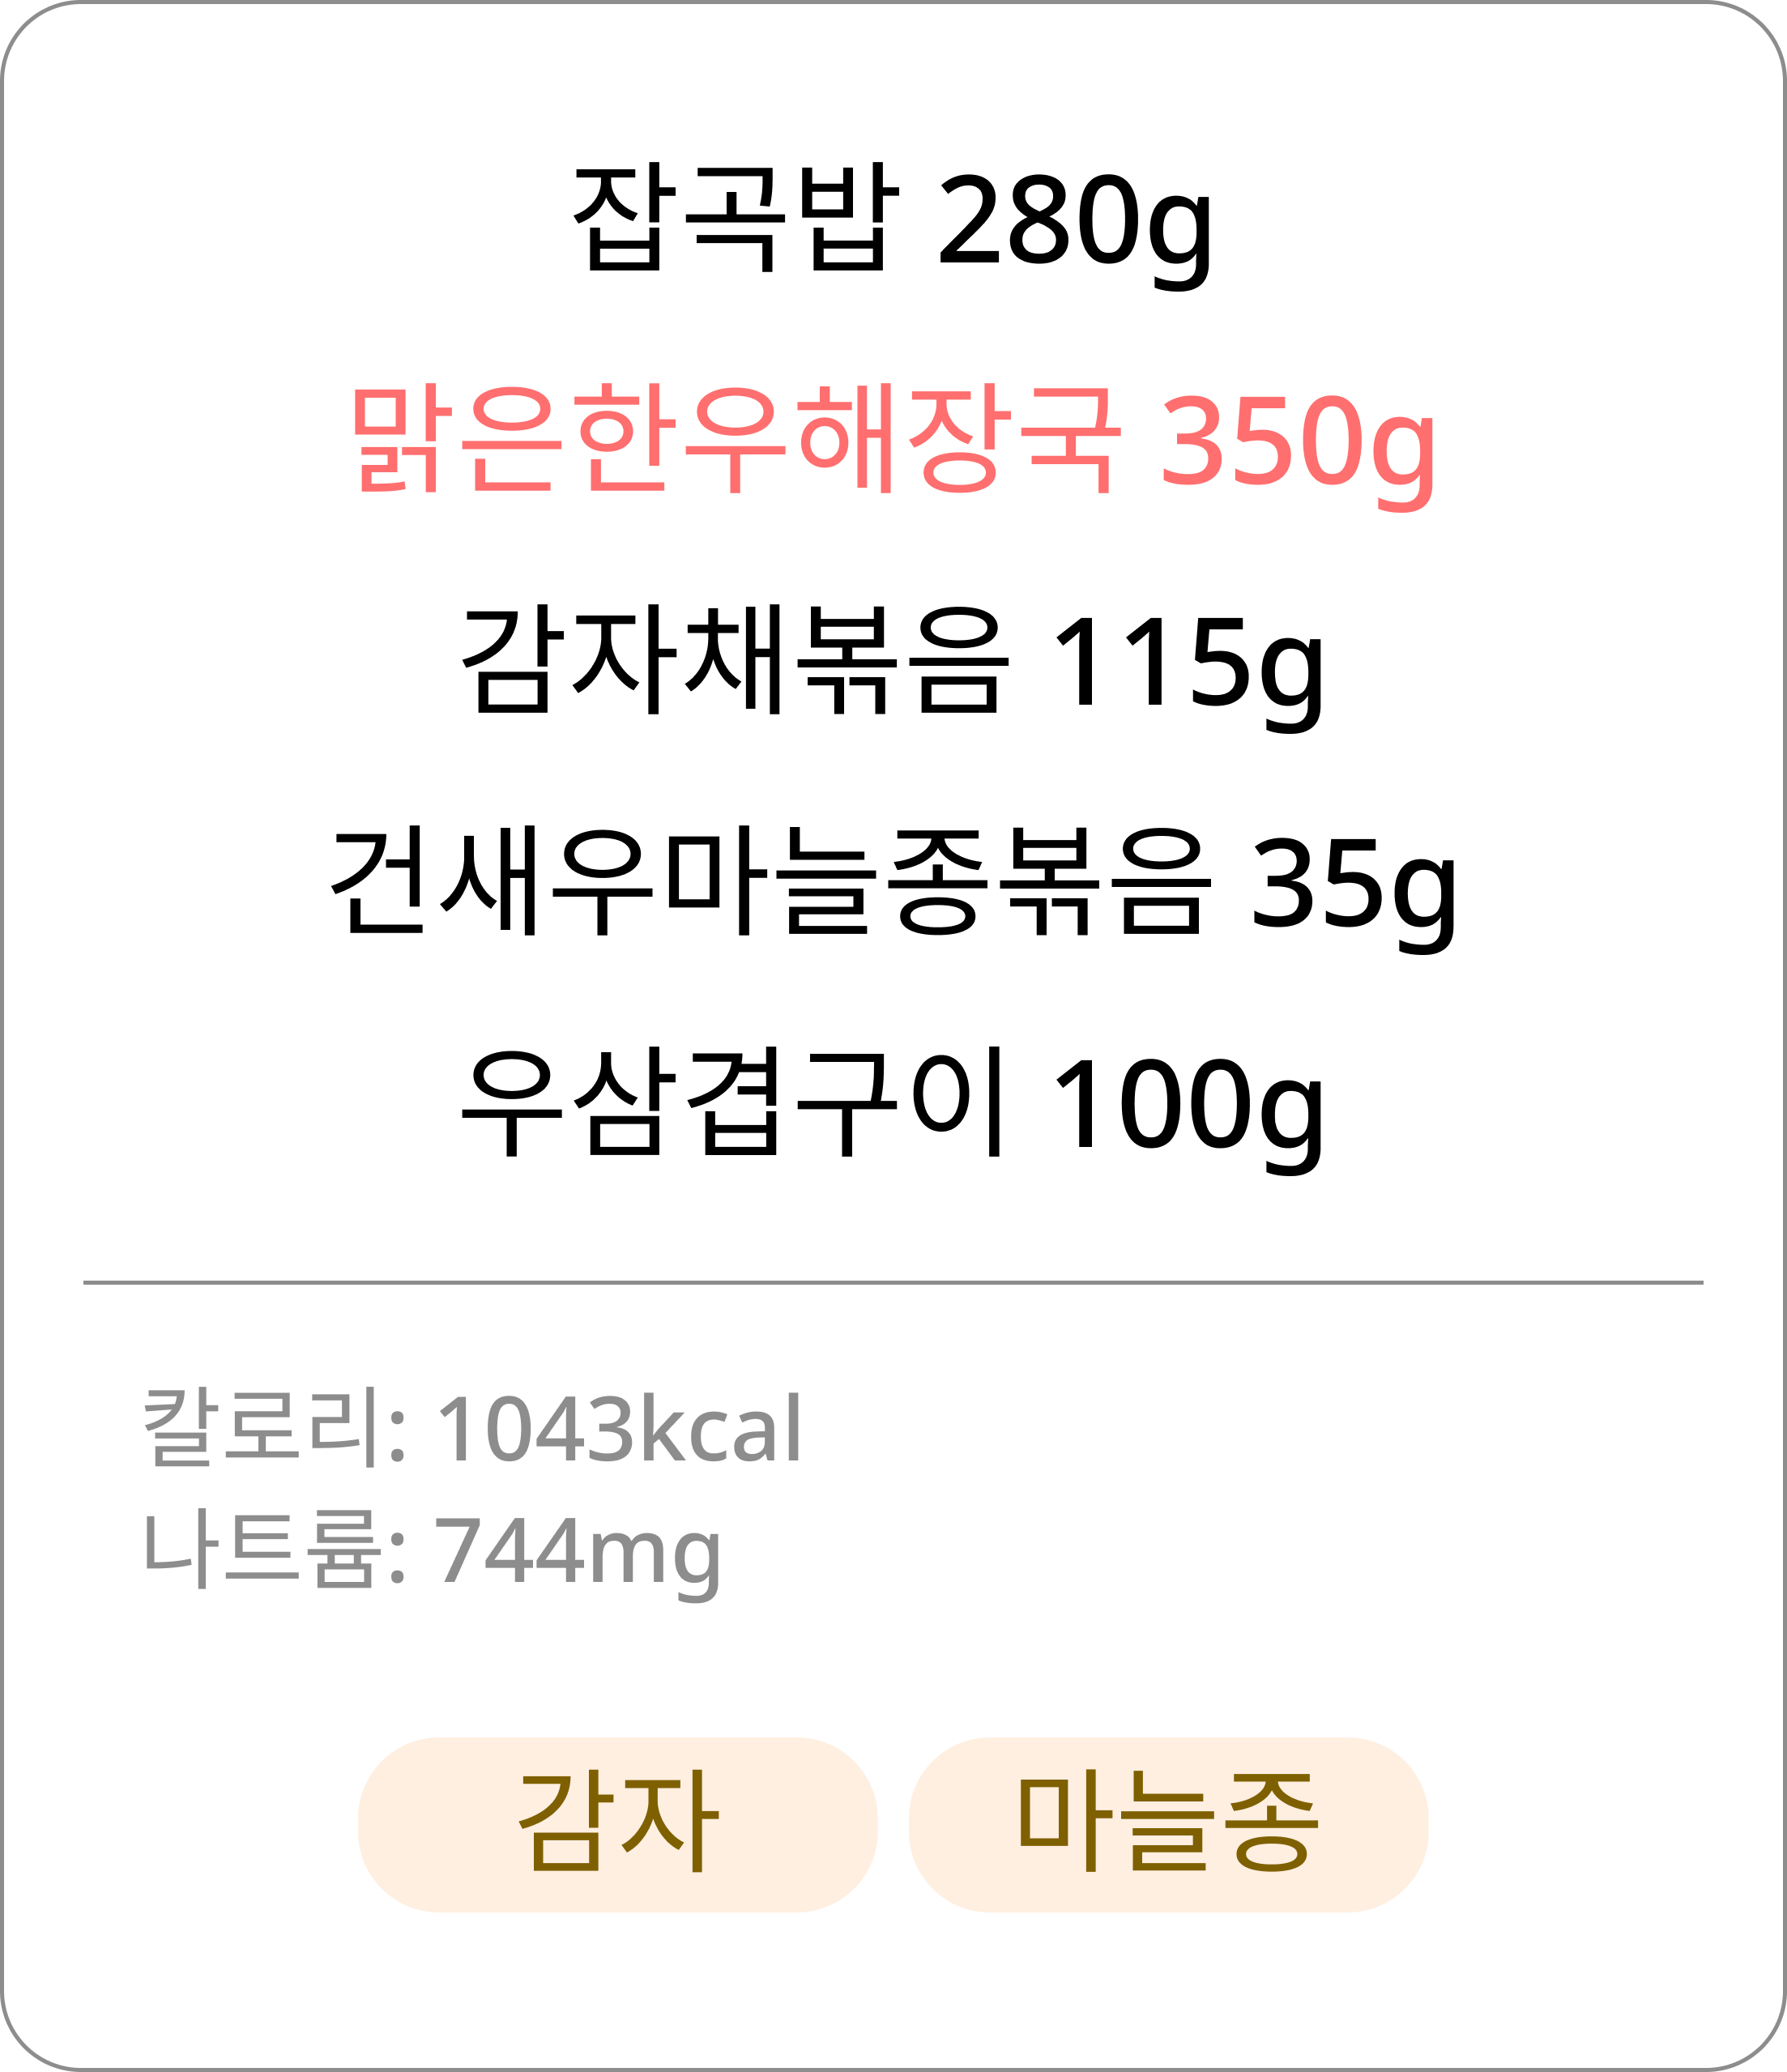 잡곡밥 280g
맑은한우해장국 350g
감자채볶음 115g
건새우마늘종볶음 35g
우삼겹구이 100g
칼로리: 1043kcal
나트륨: 744mg
감자 마늘종